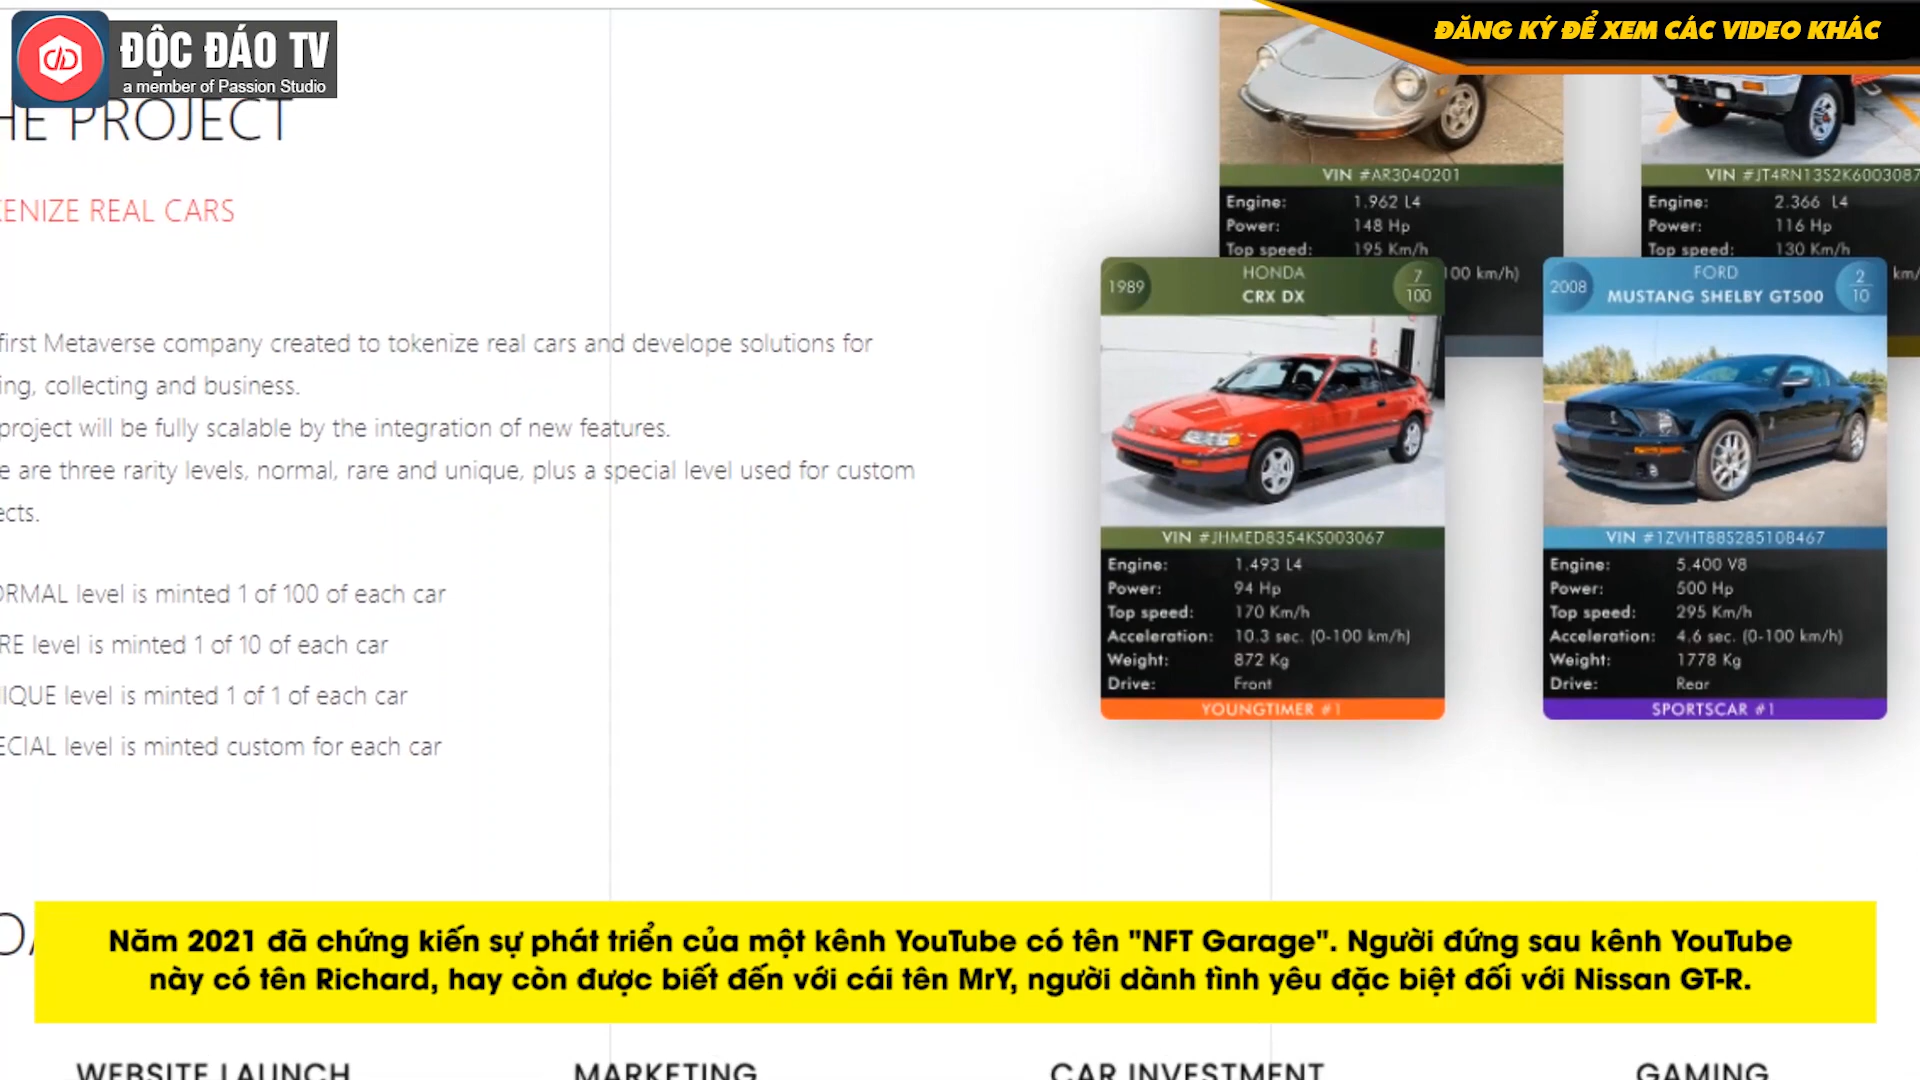 ĐỘC ĐÁO TV
a member of Passion Studio
ĐĂNG KÝ ĐỂ XEM CÁC VIDEO KHÁC
HE PROJECT
KENIZE REAL CARS
first Metaverse company created to tokenize real cars and develope solutions for
ing, collecting and business.
project will be fully scalable by the integration of new features.
e are three rarity levels, normal, rare and unique, plus a special level used for custom
ects.
ORMAL level is minted 1 of 100 of each car
RE level is minted 1 of 10 of each car
IQUE level is minted 1 of 1 of each car
ECIAL level is minted custom for each car
VIN #AR3040201
Engine: 1.962 L4
Power: 148 Hp
Top speed: 195 Km/h
100 km/h)
VIN #JT4RN13S2K6003087
Engine: 2.366 L4
Power: 116 Hp
Top speed: 130 Km/h
km/
1989
HONDA
CRX DX
7
100
VIN #JHMED8354KS003067
Engine: 1.493 L4
Power: 94 Hp
Top speed: 170 Km/h
Acceleration: 10.3 sec. (0-100 km/h)
Weight: 872 Kg
Drive: Front
YOUNGTIMER #1
2008
FORD
MUSTANG SHELBY GT500
2
10
VIN #1ZVHT88S285108467
Engine: 5.400 V8
Power: 500 Hp
Top speed: 295 Km/h
Acceleration: 4.6 sec. (0-100 km/h)
Weight: 1778 Kg
Drive: Rear
SPORTSCAR #1
Năm 2021 đã chứng kiến sự phát triển của một kênh YouTube có tên "NFT Garage". Người đứng sau kênh YouTube
này có tên Richard, hay còn được biết đến với cái tên MrY, người dành tình yêu đặc biệt đối với Nissan GT-R.
WEBSITE LAUNCH
MARKETING
CAR INVESTMENT
GAMING